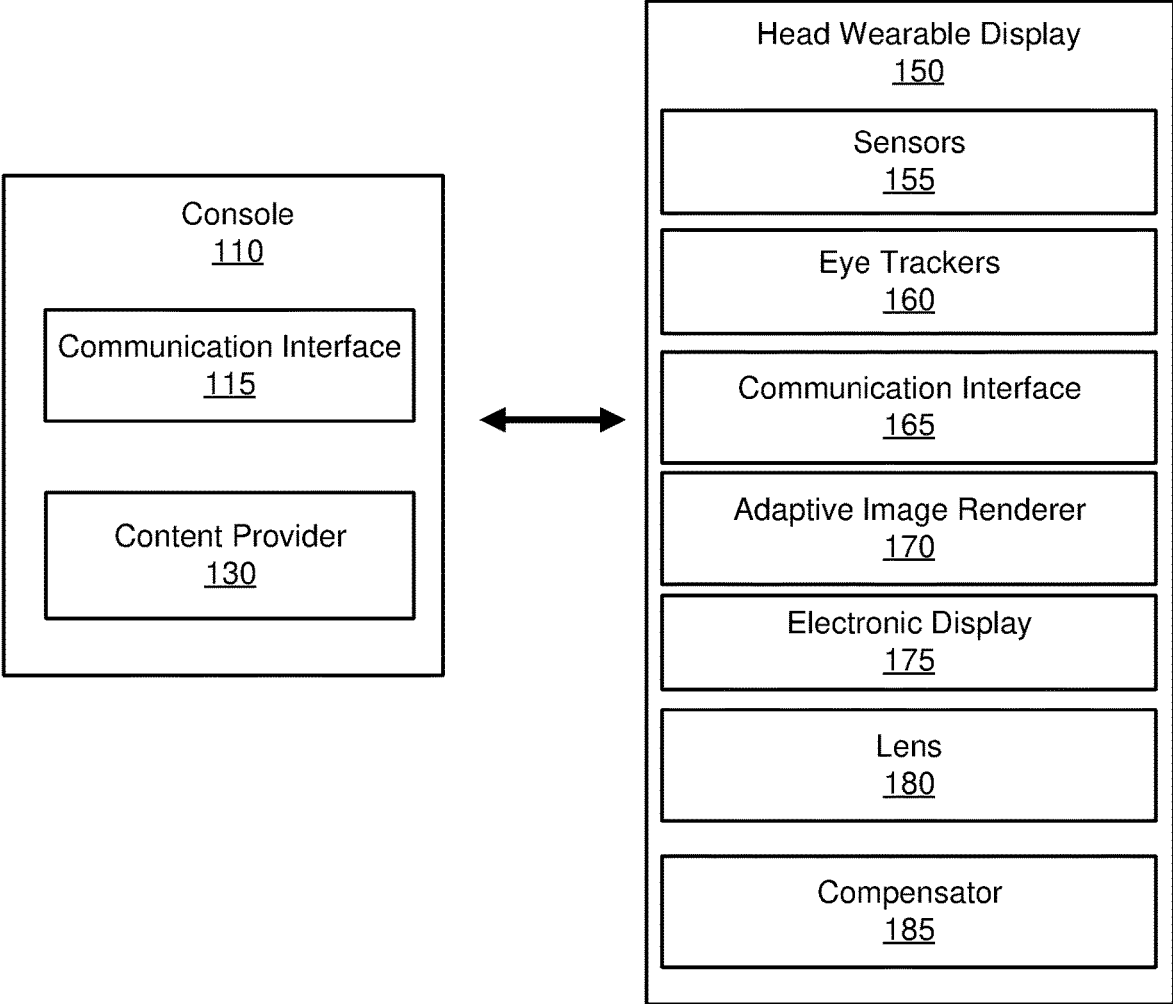 Console
110
Communication Interface
115
Content Provider
130
Head Wearable Display
150
Sensors
155
Eye Trackers
160
Communication Interface
165
Adaptive Image Renderer
170
Electronic Display
175
Lens
180
Compensator
185